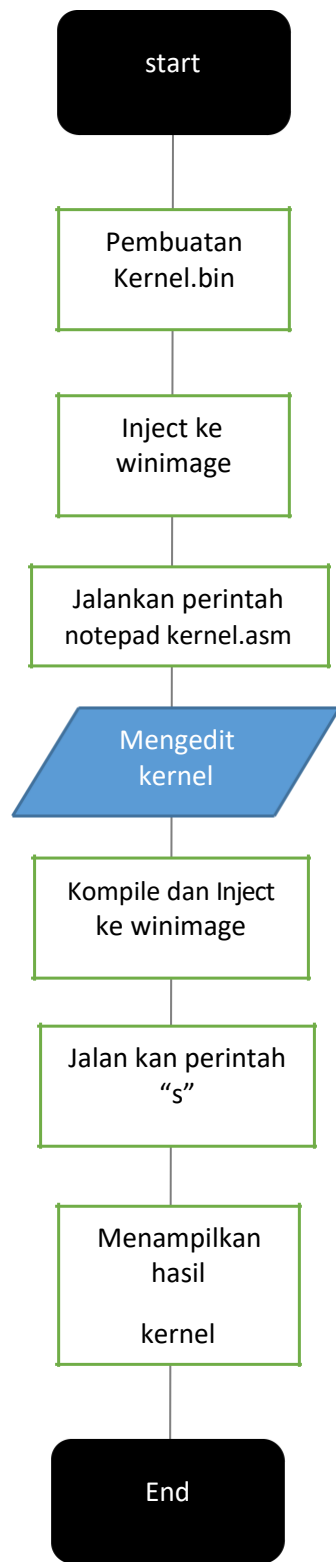 start
Pembuatan
Kernel.bin
Inject ke
winimage
Jalankan perintah
notepad kernel.asm
Mengedit
kernel
Kompile dan Inject
ke winimage
Jalan kan perintah
“s”
Menampilkan
hasil
kernel
End